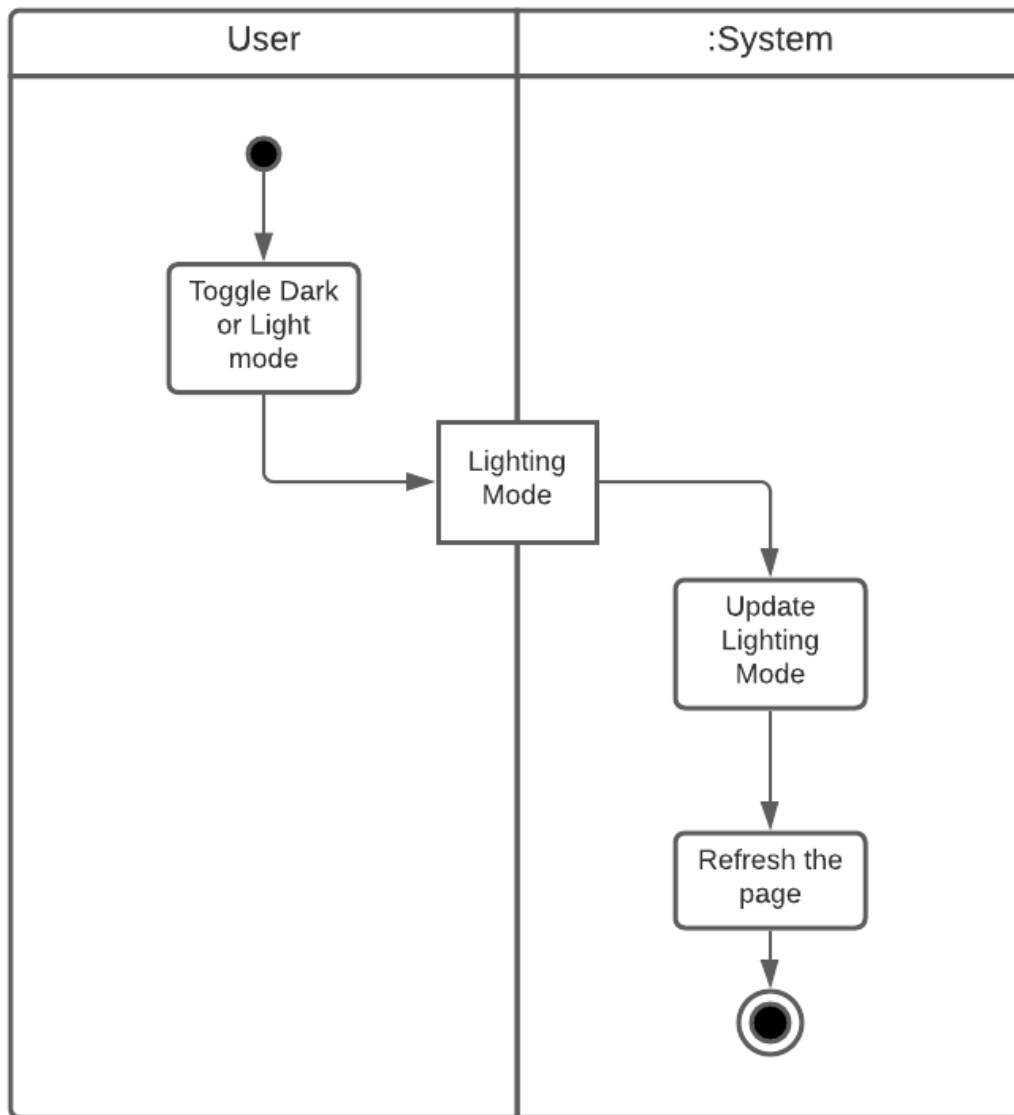 User
:System
Toggle Dark
or Light
mode
Lighting
Mode
Update
Lighting
Mode
Refresh the
page